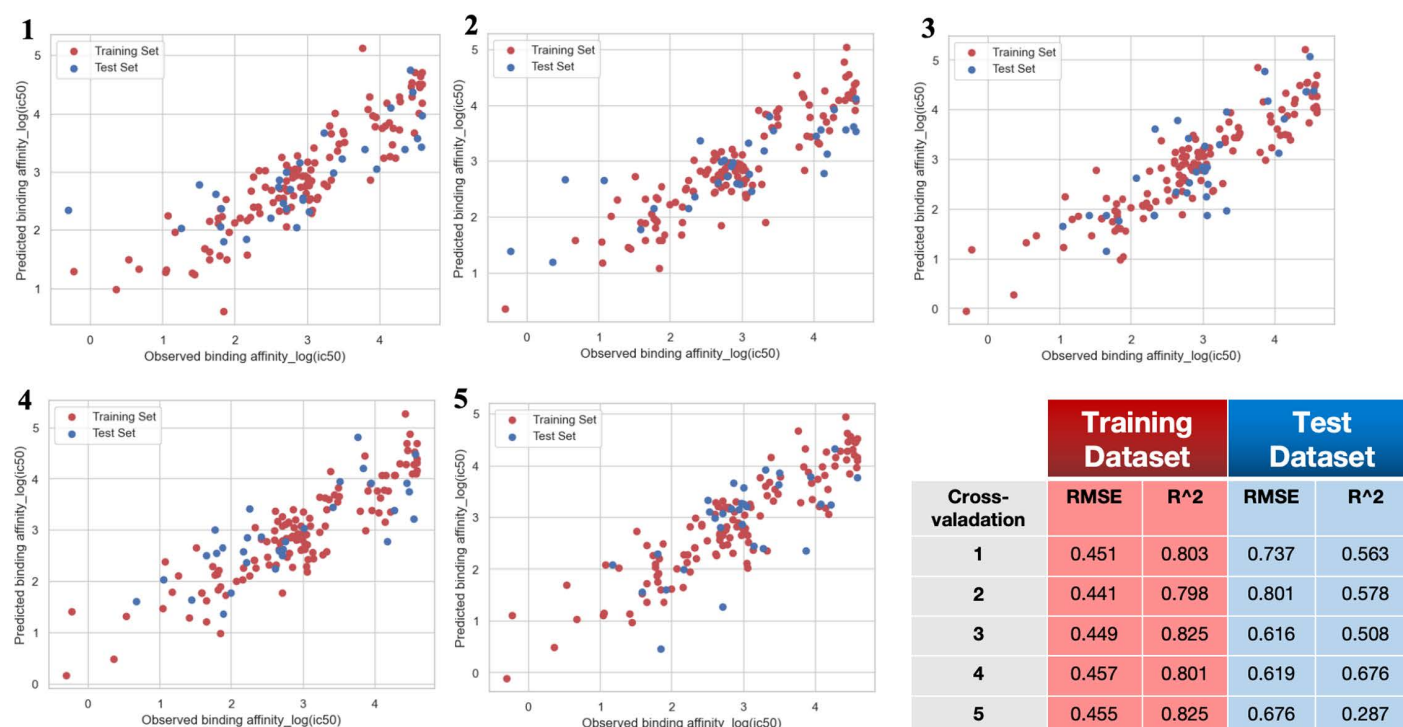 1
Training Set
Test Set
5
4
3
2
1
0 1 2 3 4
Predicted binding affinity_log(ic50)
Observed binding affinity_log(ic50)
2
Training Set
Test Set
5
4
3
2
1
0 1 2 3 4
Predicted binding affinity_log(ic50)
Observed binding affinity_log(ic50)
3
Training Set
Test Set
5
4
3
2
1
0
0 1 2 3 4
Predicted binding affinity_log(ic50)
Observed binding affinity_log(ic50)
4
Training Set
Test Set
5
4
3
2
1
0
0 1 2 3 4
Predicted binding affinity_log(ic50)
Observed binding affinity_log(ic50)
5
Training Set
Test Set
5
4
3
2
1
0
0 1 2 3 4
Predicted binding affinity_log(ic50)
Observed binding affinity_log(ic50)
Training Test
Dataset Dataset
Cross- RMSE R^2 RMSE R^2
valadation
1 0.451 0.803 0.737 0.563
2 0.441 0.798 0.801 0.578
3 0.449 0.825 0.616 0.508
4 0.457 0.801 0.619 0.676
5 0.455 0.825 0.676 0.287